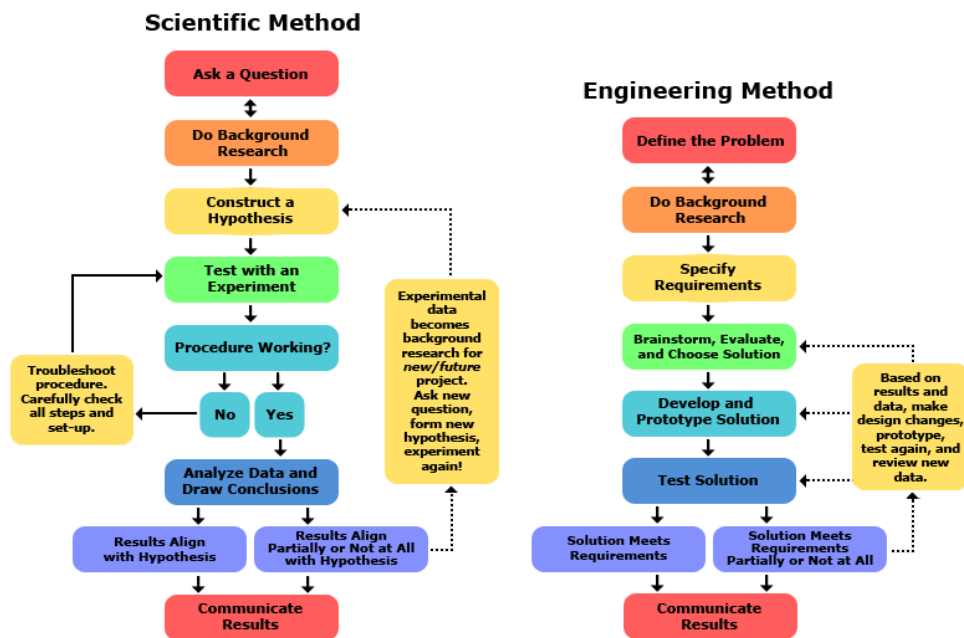 Scientific Method
Ask a Question
Do Background
Research
Construct a
Hypothesis
Test with an
Experiment
Procedure Working?
No
Yes
Troubleshoot
procedure.
Carefully check
all steps and
set-up.
Analyze Data and
Draw Conclusions
Results Align
with Hypothesis
Results Align
Partially or Not at All
with Hypothesis
Experimental
data
becomes
background
research for
new/future
project.
Ask new
question,
form new
hypothesis,
experiment
again!
Communicate
Results
Engineering Method
Define the Problem
Do Background
Research
Specify
Requirements
Brainstorm, Evaluate,
and Choose Solution
Develop and
Prototype Solution
Test Solution
Based on
results and
data, make
design changes,
prototype,
test again, and
review new
data.
Solution Meets
Requirements
Solution Meets
Requirements
Partially or Not at All
Communicate
Results